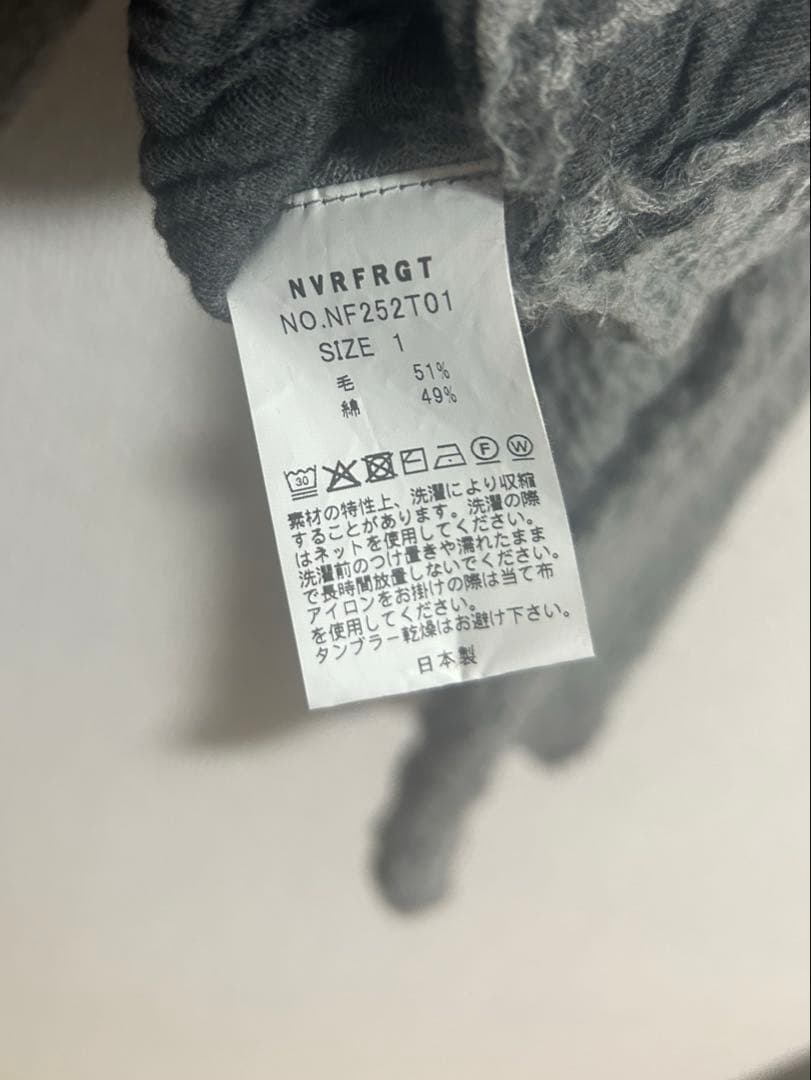 NVRFRGT
NO.NF252T01
SIZE 1
毛 51%
綿 49%
30 F W
素材の特性上、洗濯により収縮
することがあります。洗濯の際
はネットを使用してください。
洗濯前のつけ置きや濡れたまま
で長時間放置しないでください。
アイロンをお掛けの際は当て布
を使用してください。
タンブラー乾燥はお避け下さい。
日本製